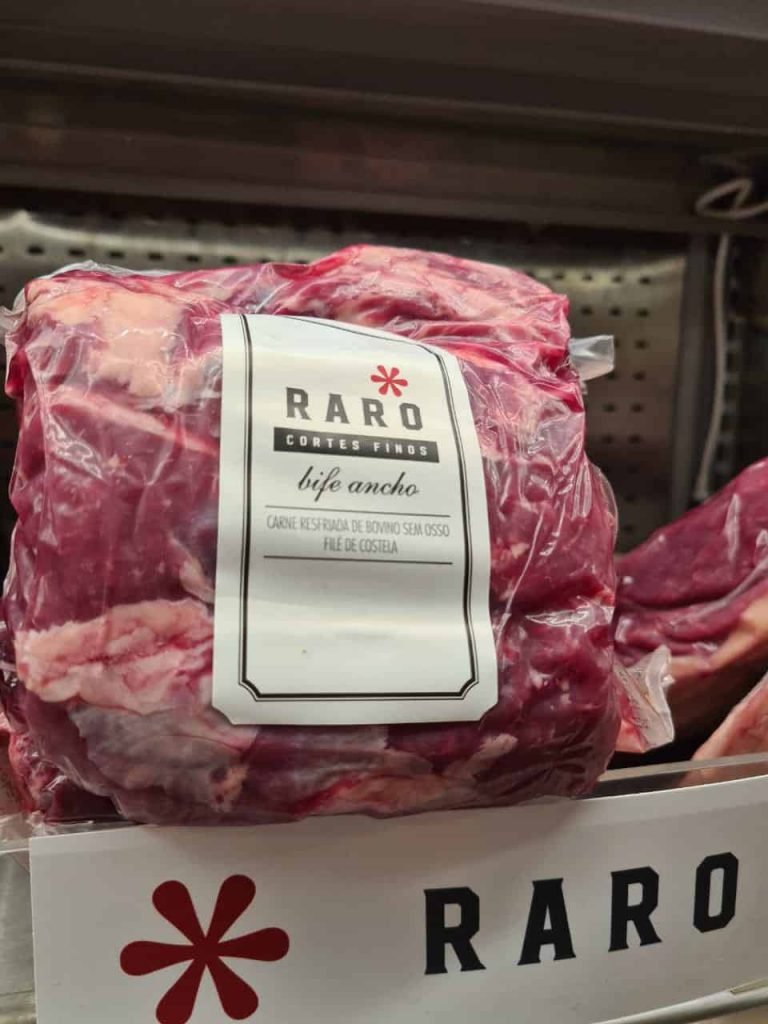 RARO
CORTES FINOS
bife ancho
CARNE RESFRIADA DE BOVINO SEM OSSO
FILÉ DE COSTELA
RARO